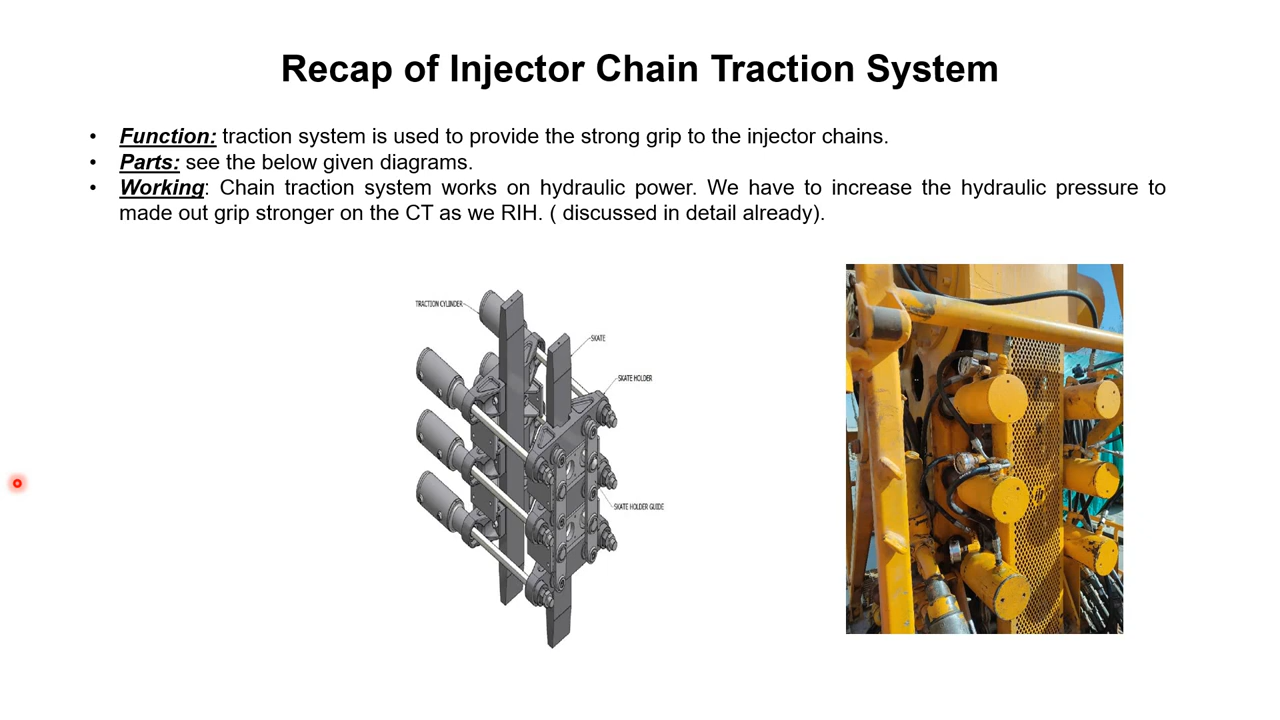 Recap of Injector Chain Traction System
• Function: traction system is used to provide the strong grip to the injector chains.
• Parts: see the below given diagrams.
• Working: Chain traction system works on hydraulic power. We have to increase the hydraulic pressure to
made out grip stronger on the CT as we RIH. ( discussed in detail already).
TRACTION CYLINDER
SKATE
SKATE HOLDER
SKATE HOLDER GUIDE